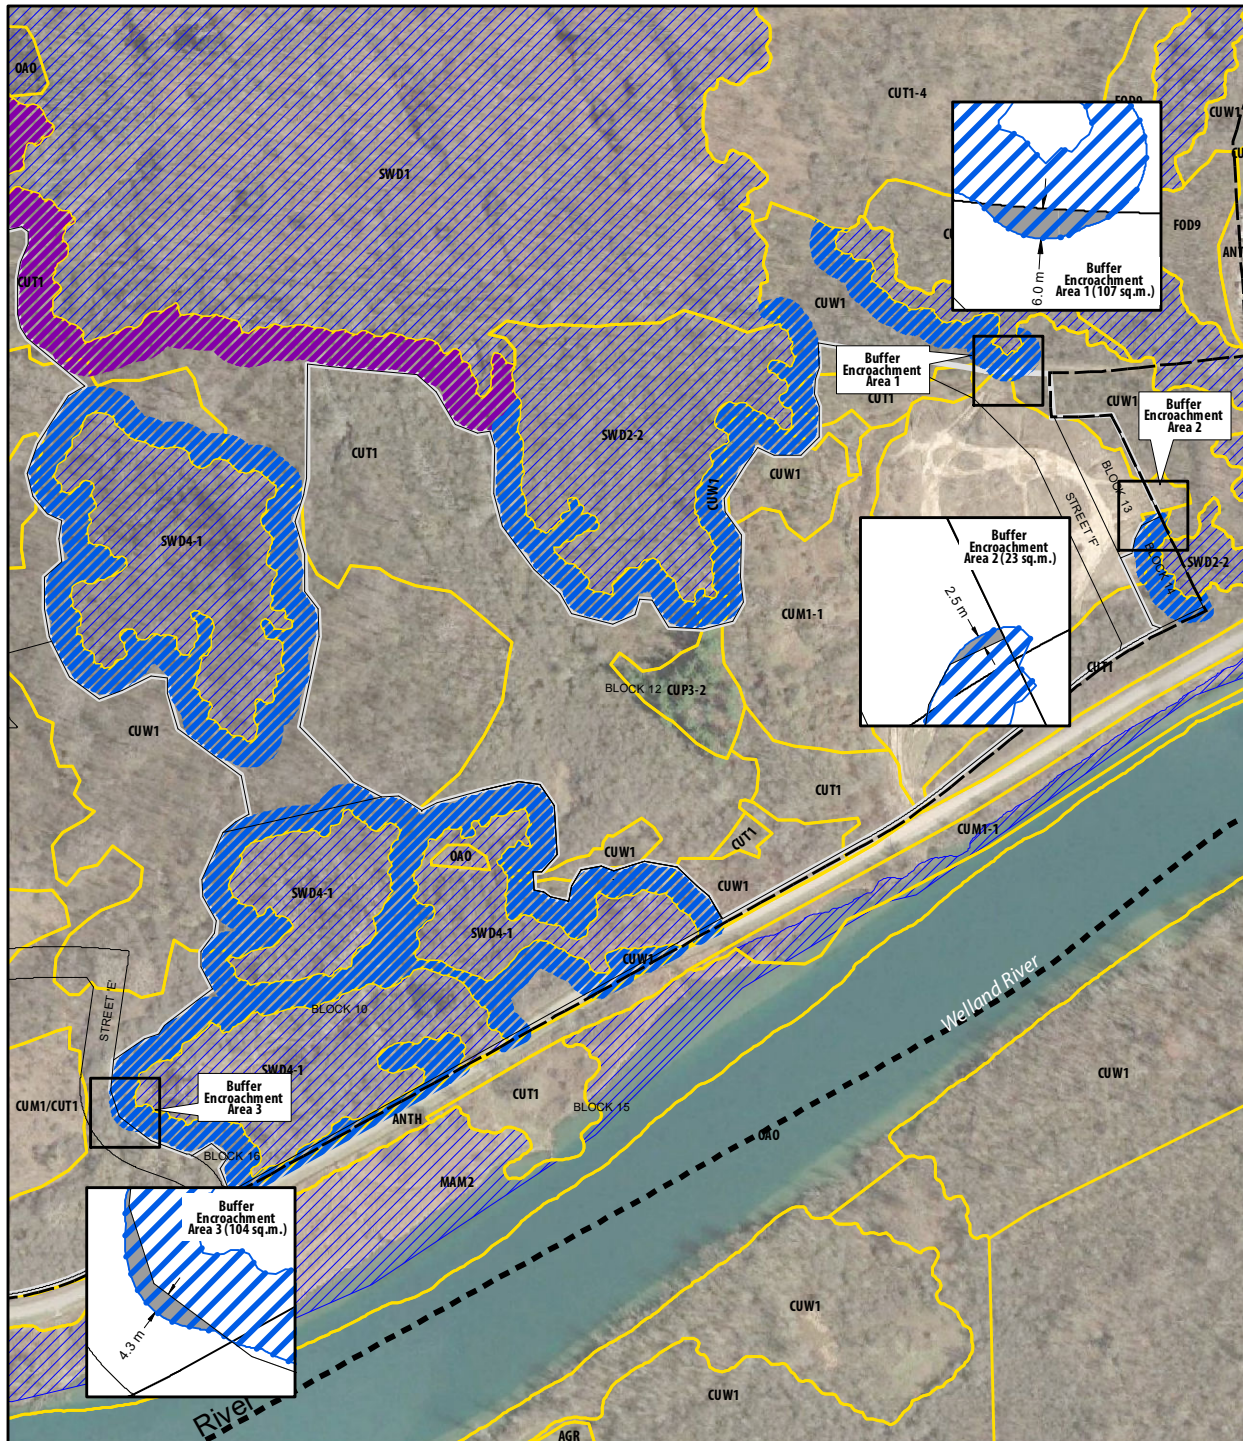 OAO
CUT1-4
CUW1
SWD1
FOD9
ANT
CUT1
CUW1
6.0 m
Buffer
Encroachment
Area 1 (107 sq.m.)
Buffer
Encroachment
Area 1
CUT1
CUW1
Buffer
Encroachment
Area 2
SWD2-2
CUT1
CUW1
CUW1
BLOCK 13
STREET 'F'
SWD4-1
Buffer
Encroachment
Area 2 (23 sq.m.)
2.5 m
BLOCK 14
SWD2-2
CUM1-1
CUT1
BLOCK 12
CUP3-2
CUW1
CUT1
CUM1-1
CUT1
CUW1
OAO
CUW1
SWD4-1
SWD4-1
CUW1
Welland River
STREET 'E'
BLOCK 10
SWD4-1
CUM1/CUT1
Buffer
Encroachment
Area 3
CUT1
BLOCK 15
ANTH
CUW1
OAO
BLOCK 16
MAM2
Buffer
Encroachment
Area 3 (104 sq.m.)
4.3 m
CUW1
CUW1
River
AGR